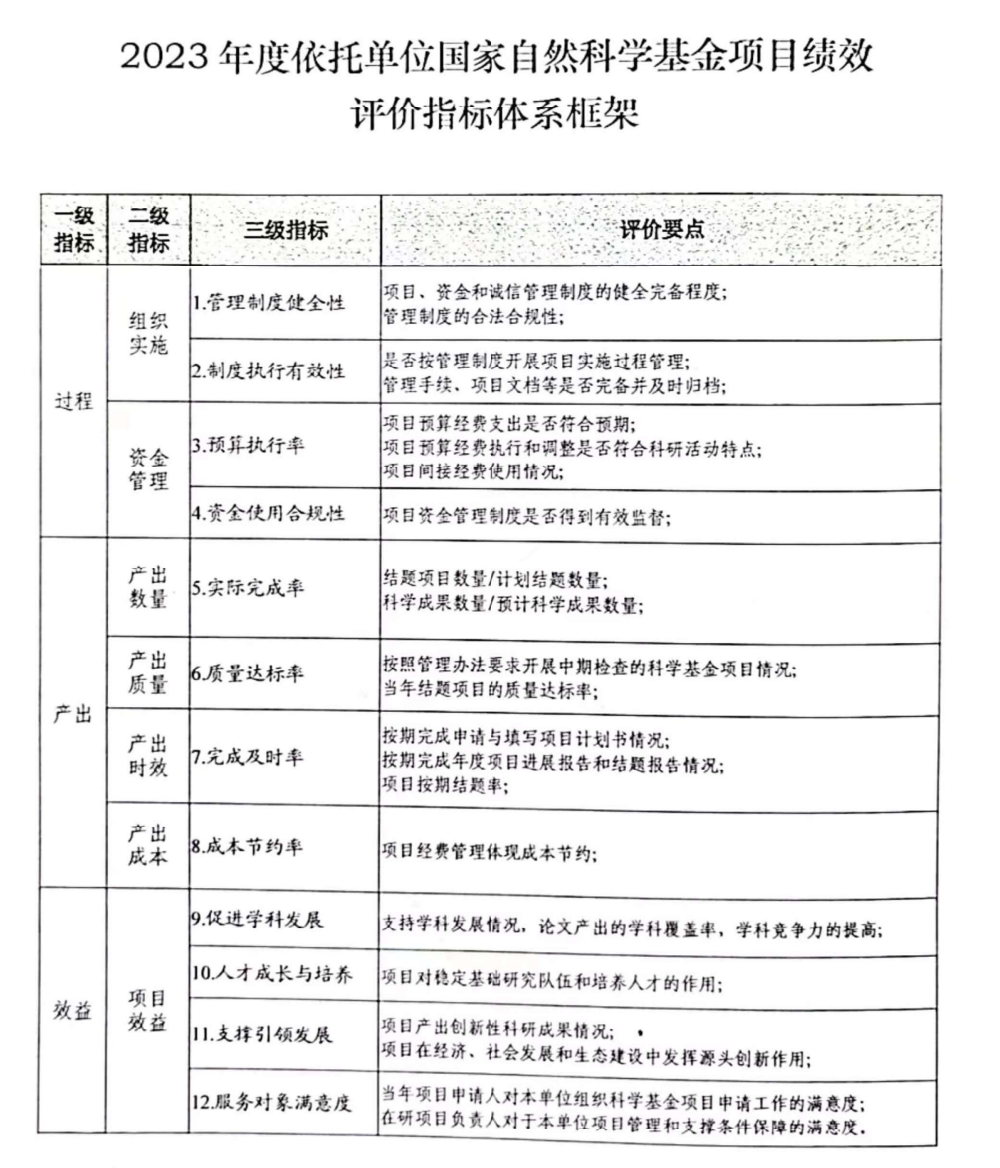 2023 年度依托单位国家自然科学基金项目绩效
评价指标体系框架
一级
指标
二级
指标
三级指标
评价要点
过程
组织
实施
1.管理制度健全性
项目、资金和诚信管理制度的健全完备程度;
管理制度的合法合规性;
2.制度执行有效性
是否按管理制度开展项目实施过程管理;
管理手续、项目文档等是否完备并及时归档;
资金
管理
3.预算执行率
项目预算经费支出是否符合预期;
项目预算经费执行和调整是否符合科研活动特点;
项目间接经费使用情况;
4.资金使用合规性
项目资金管理制度是否得到有效监督;
产出
产出
数量
5.实际完成率
结题项目数量/计划结题数量;
科学成果数量/预计科学成果数量;
产出
质量
6.质量达标率
按照管理办法要求开展中期检查的科学基金项目情况;
当年结题项目的质量达标率;
产出
时效
7.完成及时率
按期完成申请与填写项目计划书情况;
按期完成年度项目进展报告和结题报告情况;
项目按期结题率;
产出
成本
8.成本节约率
项目经费管理体现成本节约;
效益
项目
效益
9.促进学科发展
支持学科发展情况，论文产出的学科覆盖率，学科竞争力的提高;
10.人才成长与培养
项目对稳定基础研究队伍和培养人才的作用;
11.支撑引领发展
项目产出创新性科研成果情况;
项目在经济、社会发展和生态建设中发挥源头创新作用;
12.服务对象满意度
当年项目申请人对本单位组织科学基金项目申请工作的满意度;
在研项目负责人对于本单位项目管理和支撑条件保障的满意度.